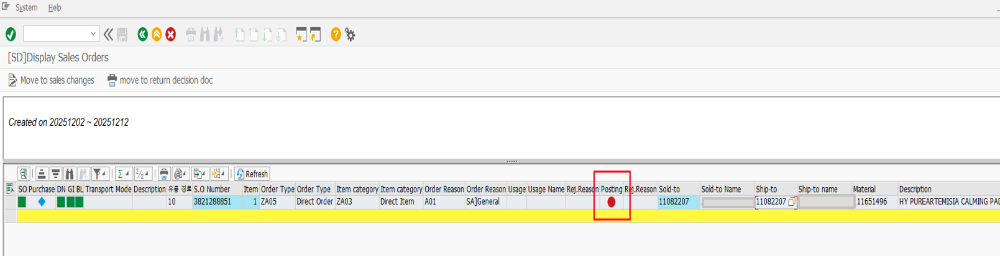 System Help
[SD]Display Sales Orders
Move to sales changes move to return decision doc
Created on 20251202 ~ 20251212
Σ Refresh
SO Purchase DN GI BL Transport Mode Description 유통 경로 S.O Number Item Order Type Order Type Item category Item category Order Reason Order Reason Usage Usage Name Rej.Reason Posting Rej.Reason Sold-to Sold-to Name Ship-to Ship-to name Material Description
10 3821288851 1 ZA05 Direct Order ZA03 Direct Item A01 SA]General 11082207 11082207 11651496 HY PUREARTEMISIA CALMING PAD